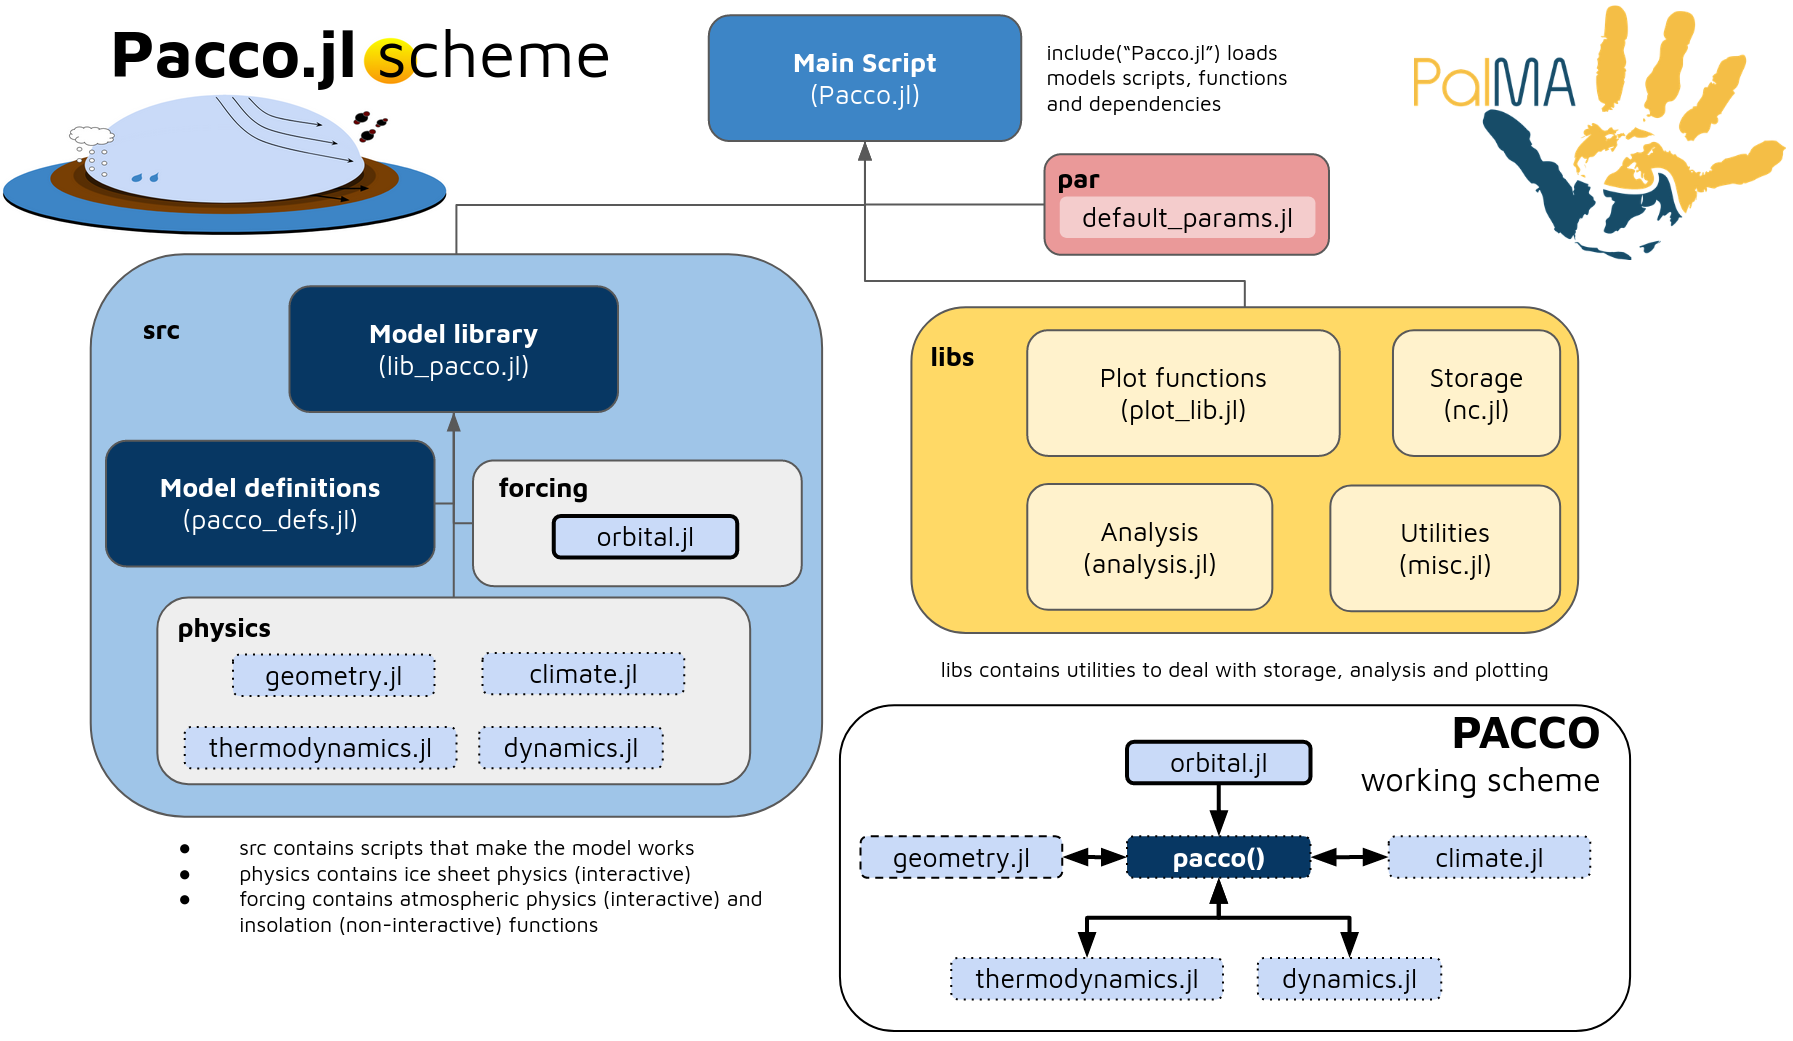 Pacco.jl scheme
Main Script
(Pacco.jl)
include(“Pacco.jl”) loads
models scripts, functions
and dependencies
PalMA
par
default_params.jl
src
Model library
(lib_pacco.jl)
Model definitions
(pacco_defs.jl)
forcing
orbital.jl
physics
geometry.jl
climate.jl
thermodynamics.jl
dynamics.jl
● src contains scripts that make the model works
● physics contains ice sheet physics (interactive)
● forcing contains atmospheric physics (interactive) and
insolation (non-interactive) functions
libs
Plot functions
(plot_lib.jl)
Storage
(nc.jl)
Analysis
(analysis.jl)
Utilities
(misc.jl)
libs contains utilities to deal with storage, analysis and plotting
PACCO
working scheme
orbital.jl
geometry.jl
pacco()
climate.jl
thermodynamics.jl
dynamics.jl